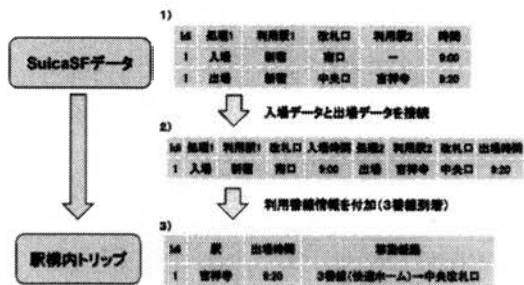 SuicaSFデータ
駅構内トリップ
1)
Id 処理1 利用駅1 改札口 利用駅2 時間
1 入場 新宿 南口 ー 9:00
1 出場 新宿 中央口 吉祥寺 9:20
入場データと出場データを接続
2)
Id 処理1 利用駅1 改札口 入場時間 処理2 利用駅2 改札口 出場時間
1 入場 新宿 南口 9:00 出場 吉祥寺 中央口 9:20
利用番線情報を付加(3番線到着)
3)
Id 駅 出場時間 移動経路
1 吉祥寺 9:20 3番線(快速ホーム)→中央改札口